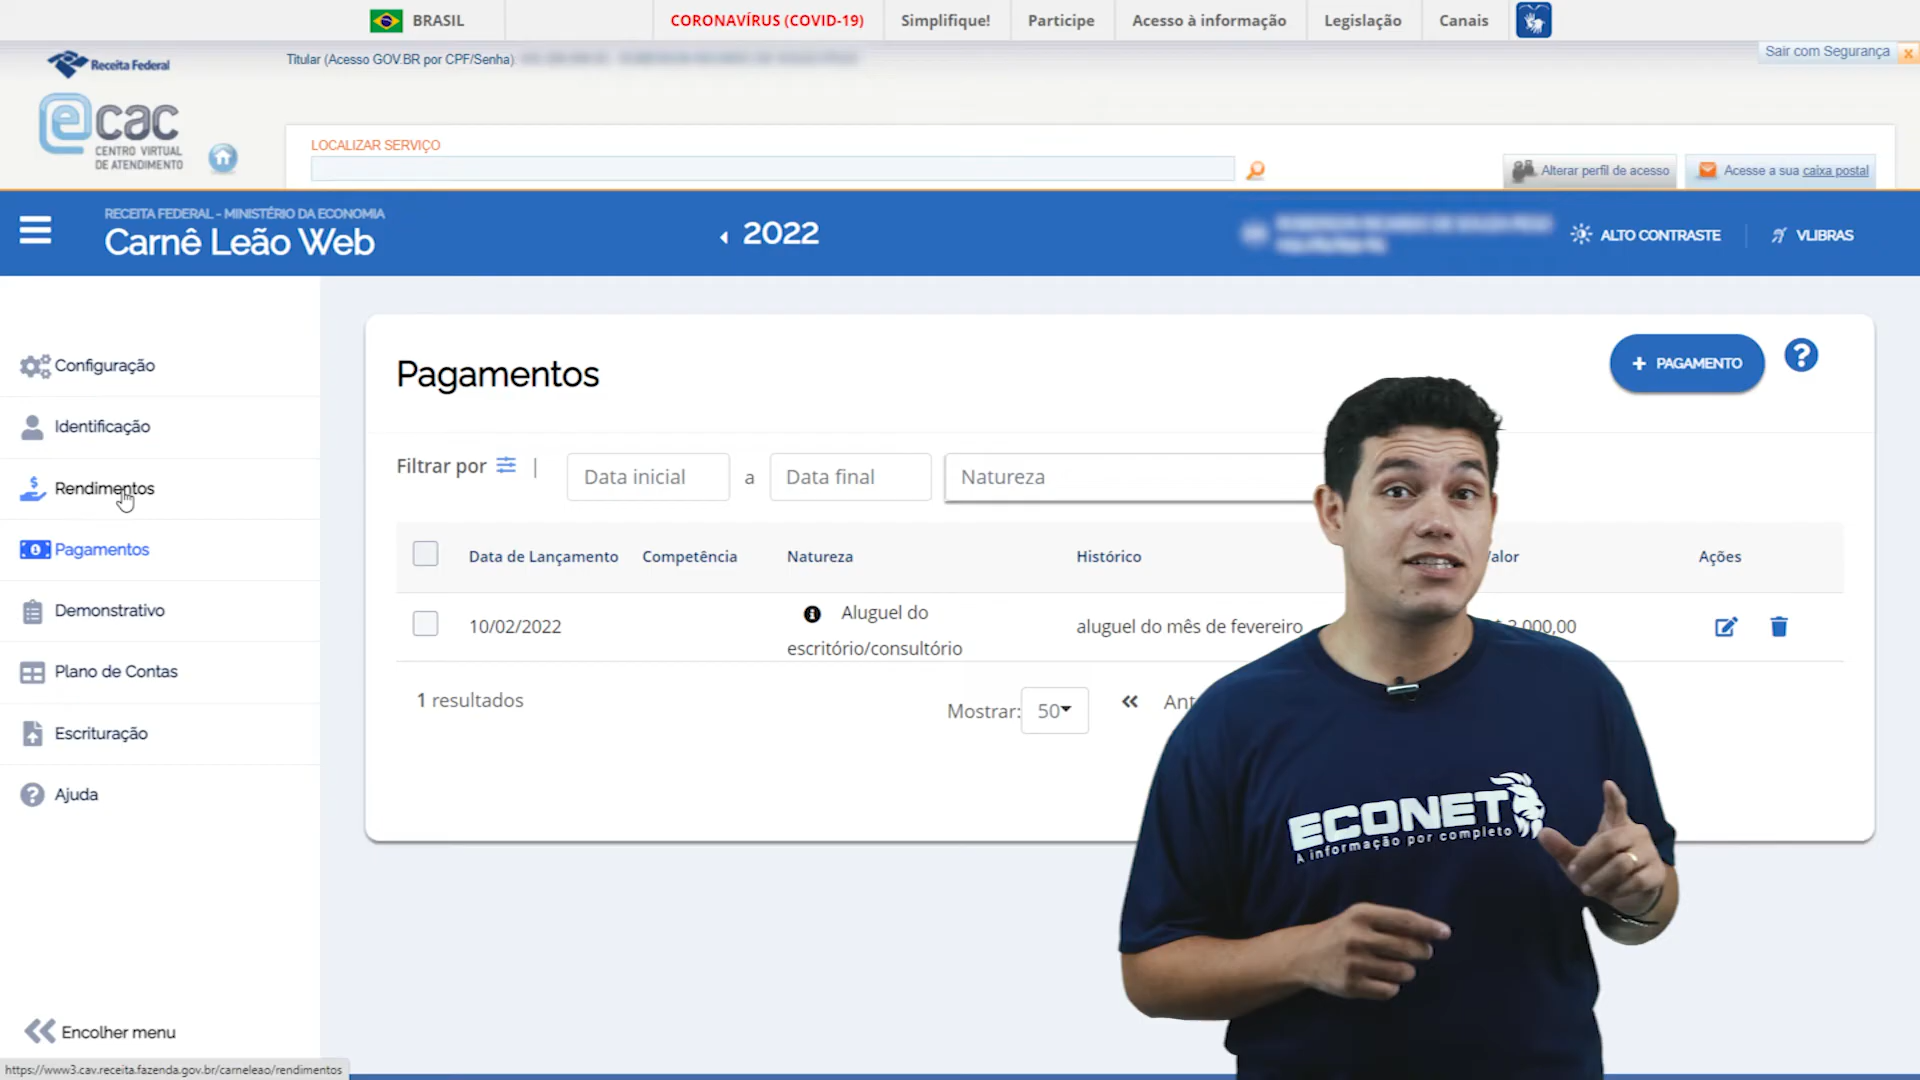 BRASIL
CORONAVÍRUS (COVID-19)
Simplifique!
Participe
Acesso à informação
Legislação
Canais
Receita Federal
Titular (Acesso GOV.BR por CPF/Senha)
Sair com Segurança
x
ecac
CENTRO VIRTUAL
DE ATENDIMENTO
LOCALIZAR SERVIÇO
Alterar perfil de acesso
Acesse a sua caixa postal
RECEITA FEDERAL - MINISTÉRIO DA ECONOMIA
Carnê Leão Web
2022
ALTO CONTRASTE
VLIBRAS
Configuração
Identificação
Rendimentos
Pagamentos
Demonstrativo
Plano de Contas
Escrituração
Ajuda
Encolher menu
https://www3.cav.receita.fazenda.gov.br/carneleao/rendimentos
Pagamentos
+ PAGAMENTO
?
Filtrar por |
Data inicial a Data final
Natureza
Data de Lançamento Competência Natureza Histórico alor Ações
10/02/2022 Aluguel do escritório/consultório aluguel do mês de fevereiro 000,00
1 resultados
Mostrar: 50
« Ant
ECONET
A informação por completo